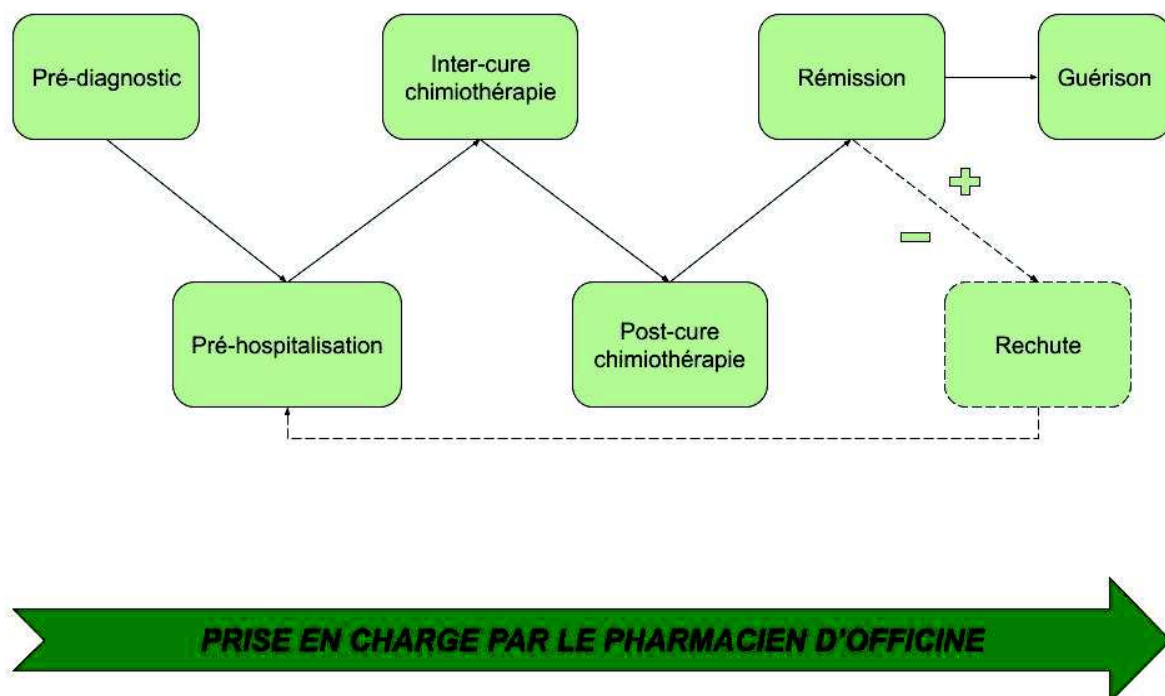 Pré-diagnostic
Inter-cure
chimiothérapie
Rémission
Guérison
+
-
Pré-hospitalisation
Post-cure
chimiothérapie
Rechute
PRISE EN CHARGE PAR LE PHARMACIEN D'OFFICINE